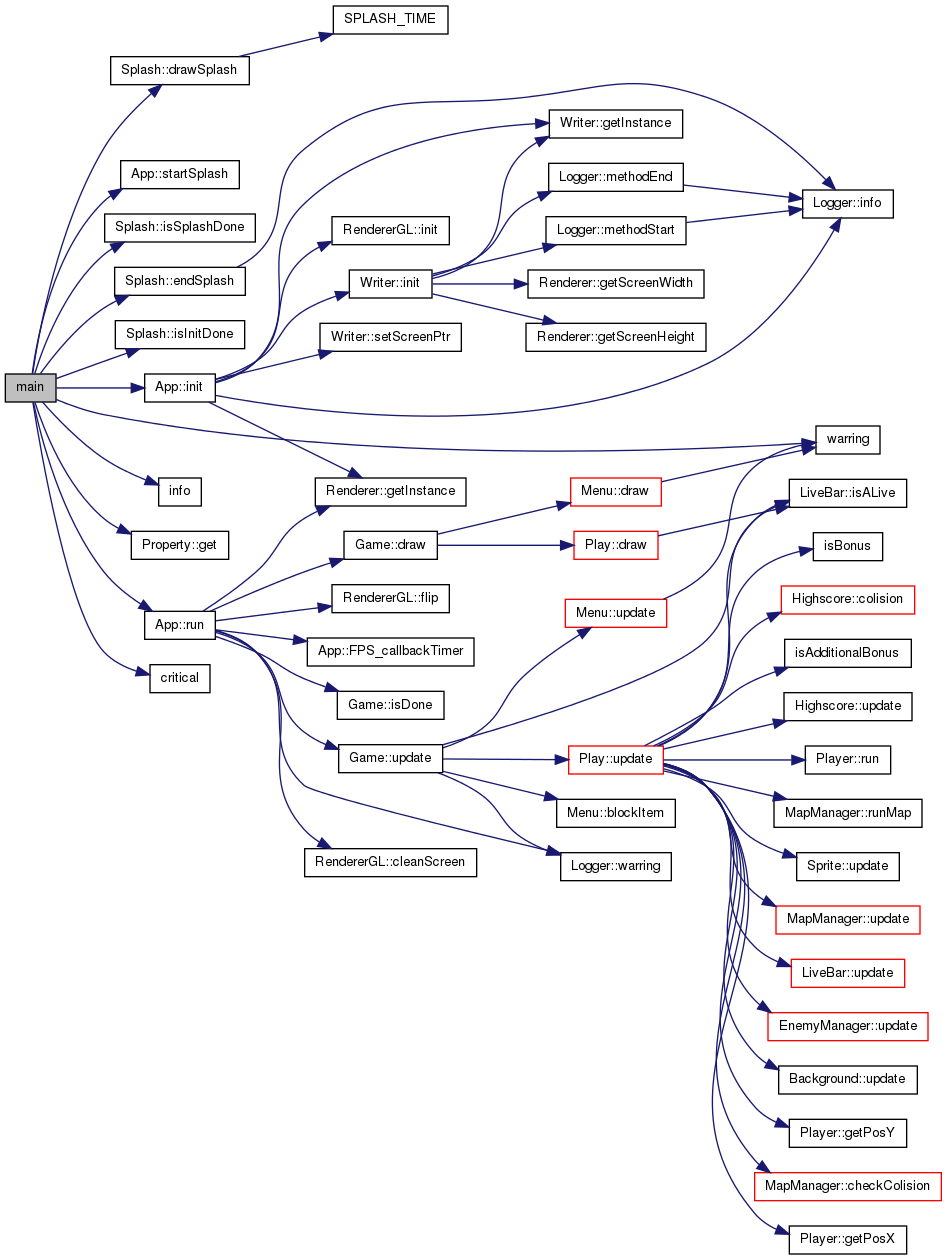 SPLASH_TIME
Splash::drawSplash
Writer::getInstance
App::startSplash
Logger::methodEnd
Logger::info
Splash::isSplashDone
RendererGL::init
Logger::methodStart
Splash::endSplash
Writer::init
Renderer::getScreenWidth
Splash::isInitDone
Writer::setScreenPtr
Renderer::getScreenHeight
main
App::init
warring
info
Renderer::getInstance
Menu::draw
LiveBar::isALive
Property::get
Game::draw
Play::draw
isBonus
App::run
RendererGL::flip
Menu::update
Highscore::colision
App::FPS_callbackTimer
isAdditionalBonus
critical
Game::isDone
Highscore::update
Game::update
Play::update
Player::run
Menu::blockItem
MapManager::runMap
RendererGL::cleanScreen
Logger::warring
Sprite::update
MapManager::update
LiveBar::update
EnemyManager::update
Background::update
Player::getPosY
MapManager::checkColision
Player::getPosX